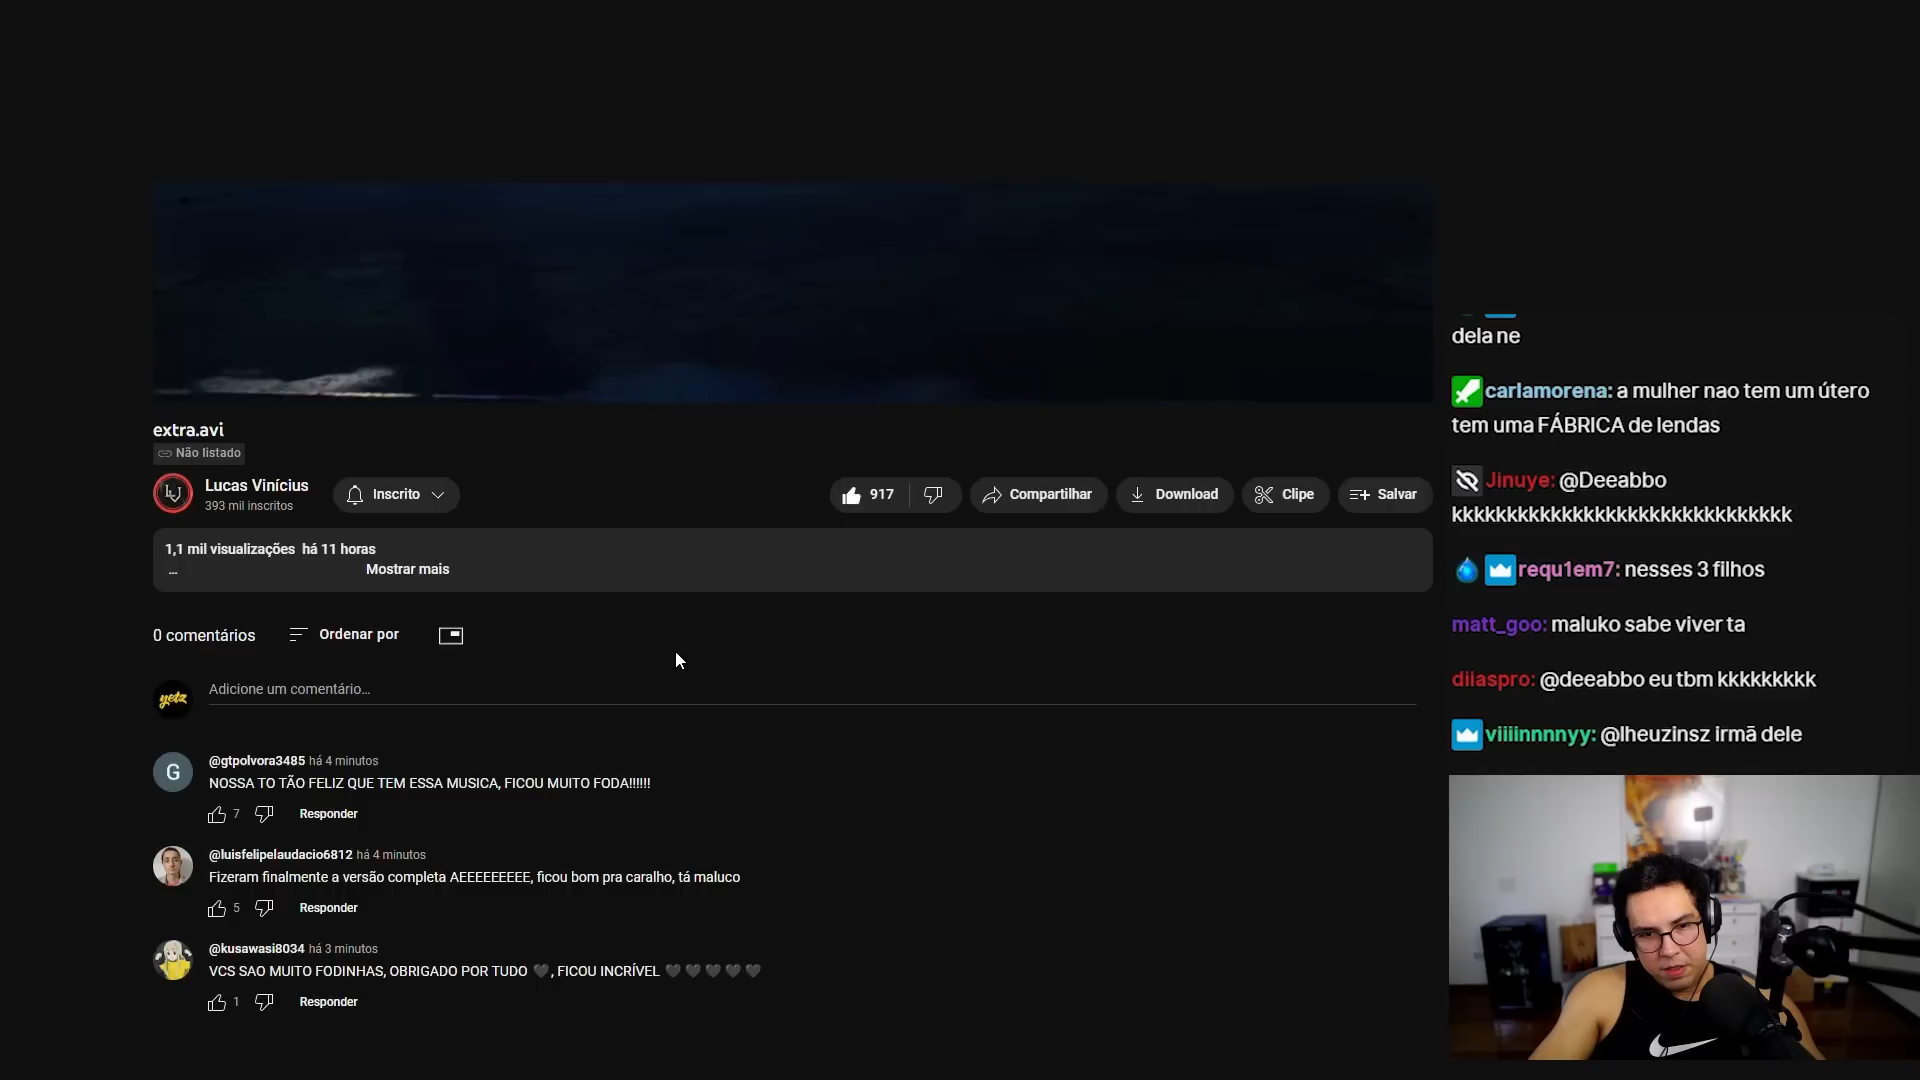 extra.avi
Não listado
Lucas Vinícius
393 mil inscritos
Inscrito
917
Compartilhar
Download
Clipe
Salvar
1,1 mil visualizações há 11 horas
...
Mostrar mais
0 comentários
Ordenar por
yetz
Adicione um comentário...
G
@gtpolvora3485 há 4 minutos
NOSSA TO TÃO FELIZ QUE TEM ESSA MUSICA, FICOU MUITO FODA!!!!!!
7
Responder
@luisfelipelaudacio6812 há 4 minutos
Fizeram finalmente a versão completa AEEEEEEEEE, ficou bom pra caralho, tá maluco
5
Responder
@kusawasi8034 há 3 minutos
VCS SAO MUITO FODINHAS, OBRIGADO POR TUDO 🖤, FICOU INCRÍVEL 🖤🖤🖤🖤🖤
1
Responder
dela ne
carlamorena: a mulher nao tem um útero
tem uma FÁBRICA de lendas
Jinuye: @Deeabbo
kkkkkkkkkkkkkkkkkkkkkkkkkkkkkkk
requ1em7: nesses 3 filhos
matt_goo: maluko sabe viver ta
diiaspro: @deeabbo eu tbm kkkkkkkkk
viiiinnnnyy: @lheuzinsz irmã dele